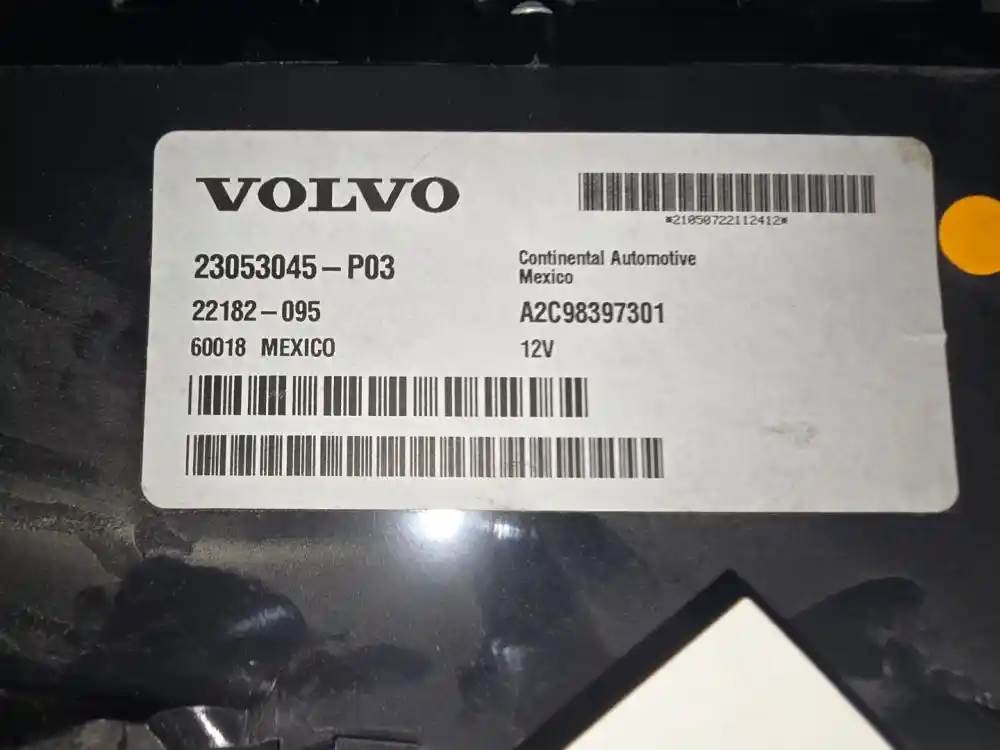 VOLVO
*21050722112412*
23053045-P03
Continental Automotive
Mexico
22182-095
A2C98397301
60018 MEXICO
12V